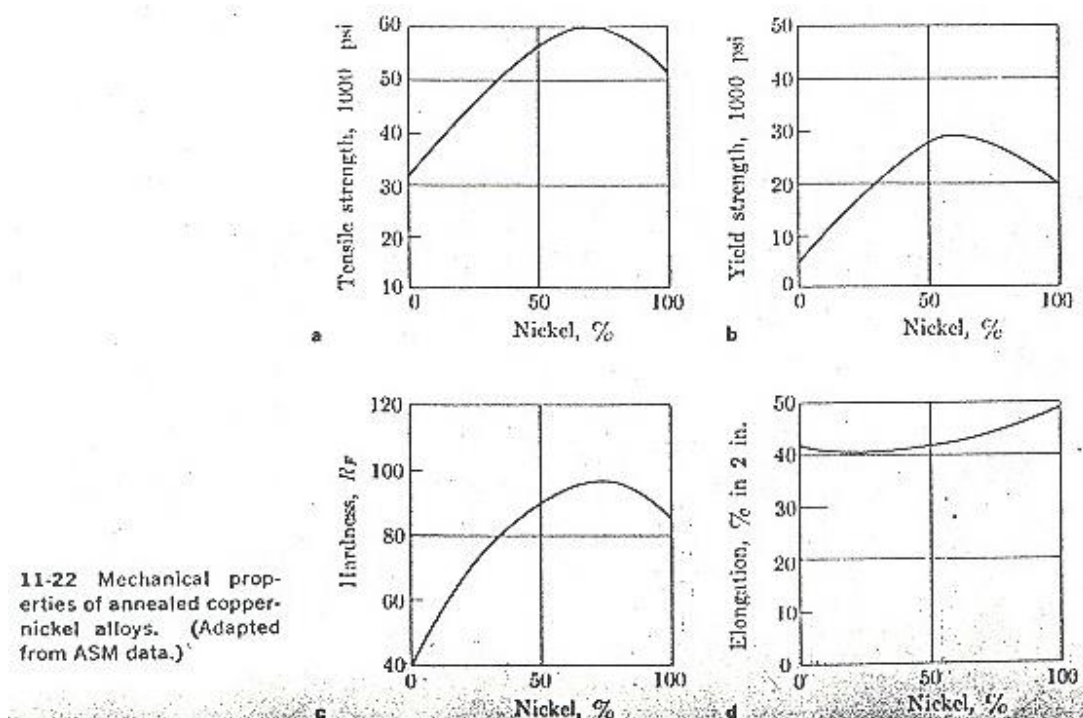 Tensile strength, 1000 psi
60
50
40
30
20
10
0
50
100
Nickel, %
a
Yield strength, 1000 psi
50
40
30
20
10
0
0
50
100
Nickel, %
b
Hardness, RF
120
100
80
60
40
0
50
100
Nickel, %
c
Elongation, % in 2 in.
50
40
30
20
10
0
0
50
100
Nickel, %
d
11-22 Mechanical prop-
erties of annealed copper-
nickel alloys. (Adapted
from ASM data.)